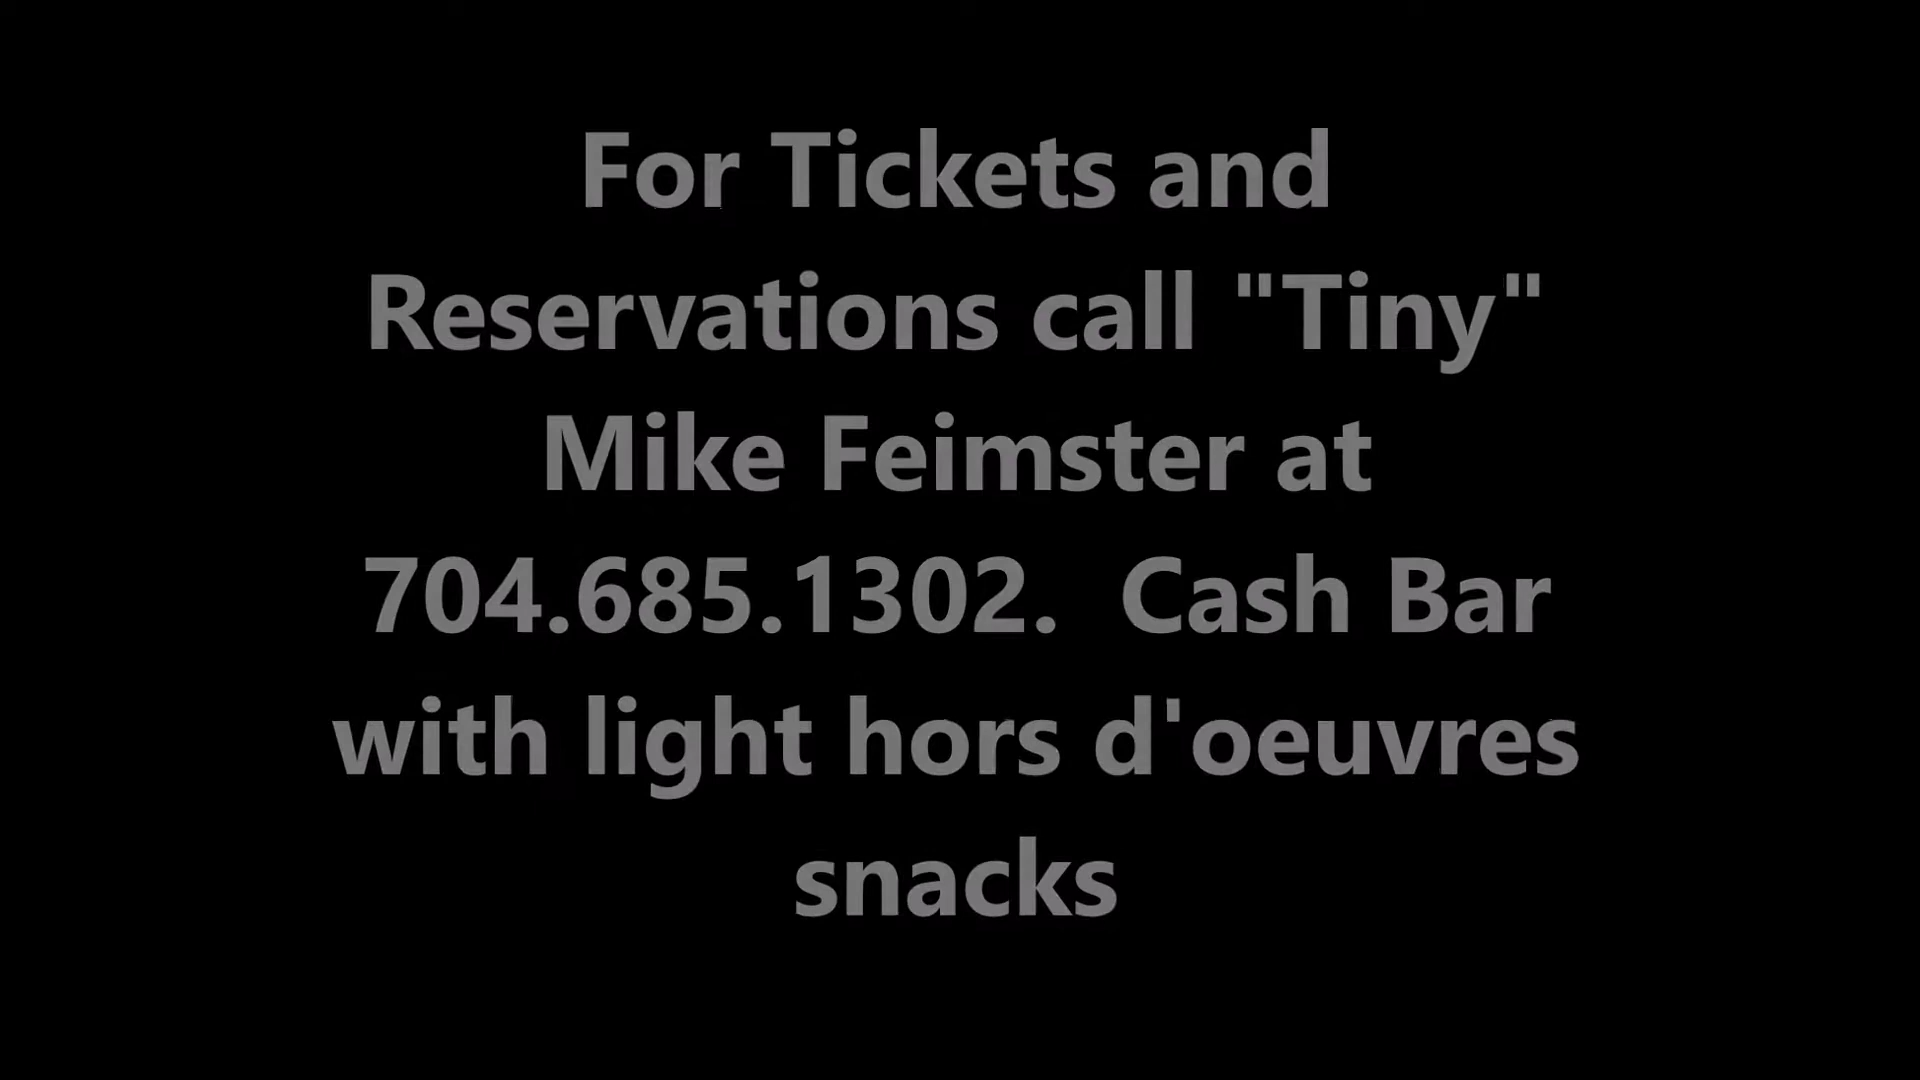 For Tickets and
Reservations call "Tiny"
Mike Feimster at
704.685.1302.  Cash Bar
with light hors d'oeuvres
snacks